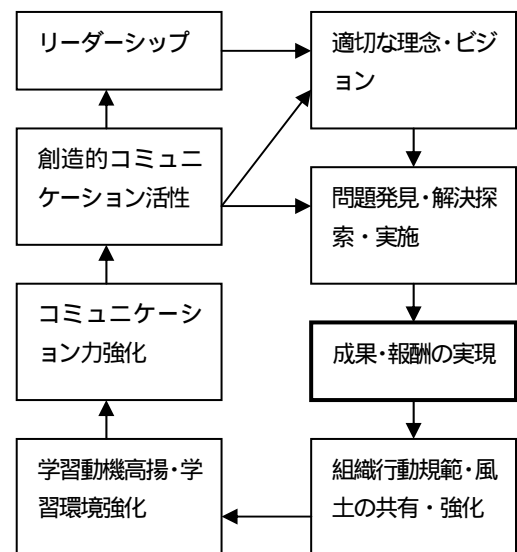 リーダーシップ
適切な理念・ビジ
ョン
創造的コミュニ
ケーション活性
問題発見・解決探
索・実施
コミュニケーシ
ョン力強化
成果・報酬の実現
学習動機高揚・学
習環境強化
組織行動規範・風
土の共有・強化